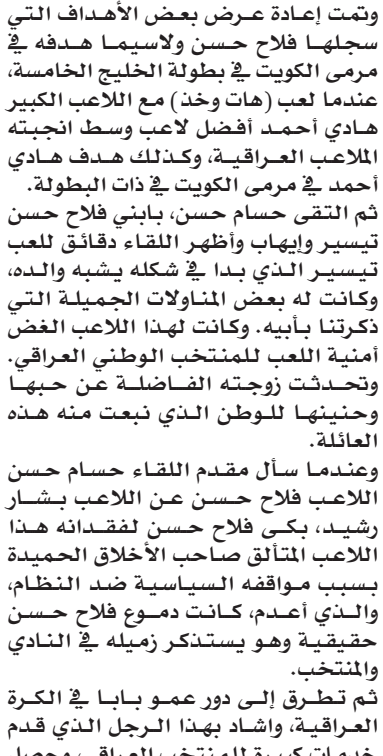 وتمت إعادة عرض بعض الأهداف التي
سجلها فلاح حسن ولاسيما هدفه في
مرمى الكويت في بطولة الخليج الخامسة،
عندما لعب (هات وخذ) مع اللاعب الكبير
هادي أحمد أفضل لاعب وسط انجبته
الملاعب العراقية، وكذلك هدف هادي
أحمد في مرمى الكويت في ذات البطولة.
ثم التقى حسام حسن، بابني فلاح حسن
تيسير وإيهاب وأظهر اللقاء دقائق للعب
تيسير الذي بدا في شكله يشبه والده،
وكانت له بعض المناولات الجميلة التي
ذكرتنا بأبيه. وكانت لهذا اللاعب الغض
أمنية اللعب للمنتخب الوطني العراقي.
وتحدثت زوجته الفاضلة عن حبها
وحنينها للوطن الذي نبعت منه هذه
العائلة.
وعندما سأل مقدم اللقاء حسام حسن
اللاعب فلاح حسن عن اللاعب بشار
رشيد، بكى فلاح حسن لفقدانه هذا
اللاعب المتألق صاحب الأخلاق الحميدة
بسبب مواقفه السياسية ضد النظام،
والذي أعدم، كانت دموع فلاح حسن
حقيقية وهو يستذكر زميله في النادي
والمنتخب.
ثم تطرق إلى دور عمو بابا في الكرة
العراقية، واشاد بهذا الرجل الذي قدم
خدمات كبيرة للمنتخب العراقي وحصل